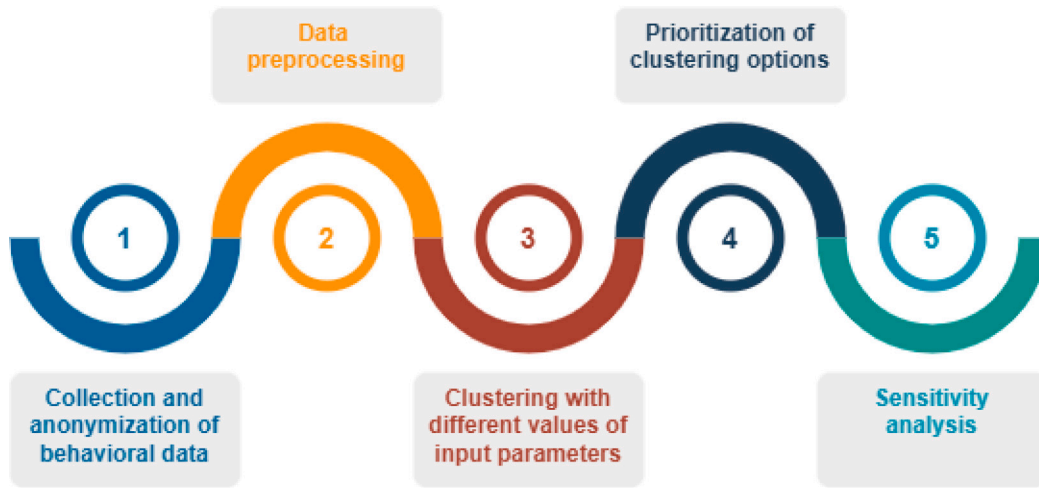 Data
preprocessing
Prioritization of
clustering options
1
2
3
4
5
Collection and
anonymization of
behavioral data
Clustering with
different values of
input parameters
Sensitivity
analysis